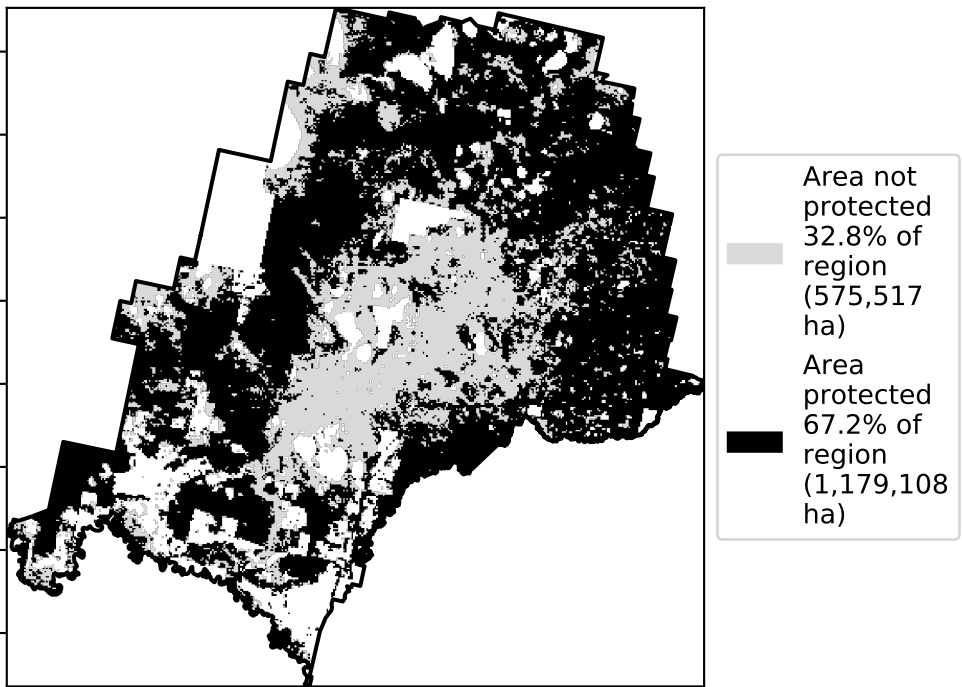 Area not
protected
32.8% of
region
(575,517
ha)
Area
protected
67.2% of
region
(1,179,108
ha)